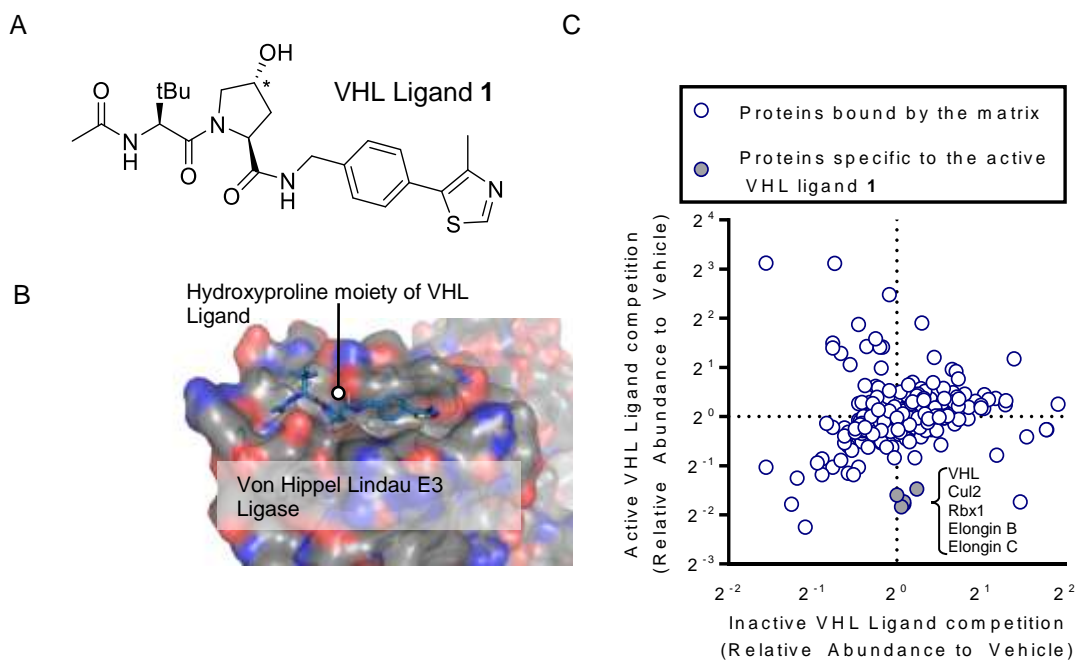 A
OH
*
tBu
O
N
H
O
N
O
N
H
S
N
VHL Ligand 1
B
Hydroxyproline moiety of VHL
Ligand
Von Hippel Lindau E3
Ligase
C
Proteins bound by the matrix
Proteins specific to the active
VHL ligand 1
Active VHL Ligand competition
(Relative Abundance to Vehicle)
2^4
2^3
2^2
2^1
2^0
2^-1
2^-2
2^-3
VHL
Cul2
Rbx1
Elongin B
Elongin C
2^-2
2^-1
2^0
2^1
2^2
Inactive VHL Ligand competition
(Relative Abundance to Vehicle)